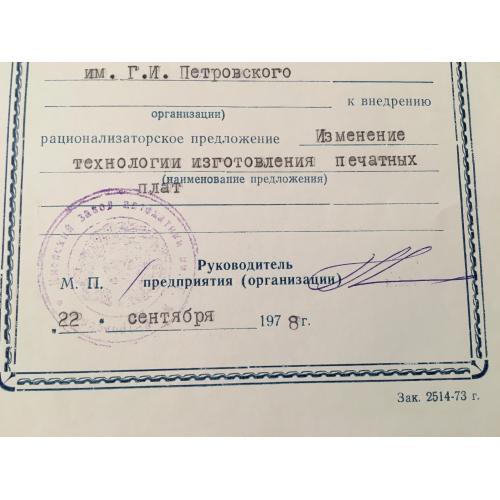 им. Г.И. Петровского
к внедрению
организации)
рационализаторское предложение Изменение
технологии изготовления печатных
(наименование предложения)
плат
Руководитель
М. П. предприятия (организации)
22 • сентября 1978 г.
Зак. 2514-73 г.